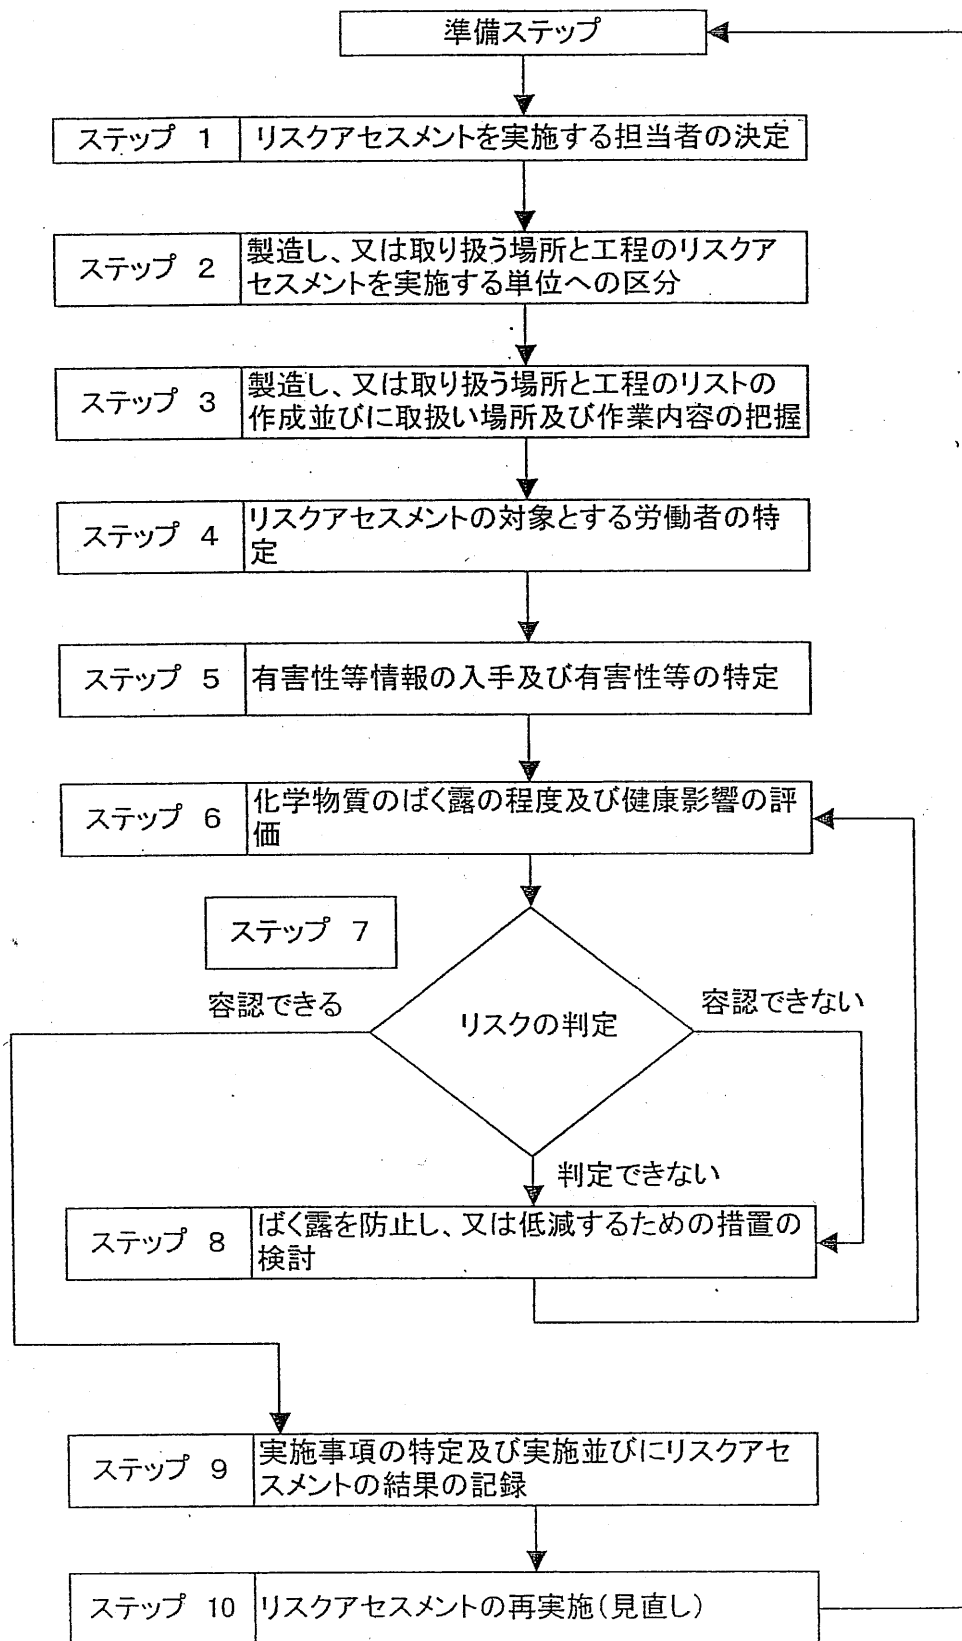 準備ステップ
ステップ 1
リスクアセスメントを実施する担当者の決定
ステップ 2
製造し、又は取り扱う場所と工程のリスクア
セスメントを実施する単位への区分
ステップ 3
製造し、又は取り扱う場所と工程のリストの
作成並びに取扱い場所及び作業内容の把握
ステップ 4
リスクアセスメントの対象とする労働者の特
定
ステップ 5
有害性等情報の入手及び有害性等の特定
ステップ 6
化学物質のばく露の程度及び健康影響の評
価
ステップ 7
容認できる
リスクの判定
容認できない
判定できない
ステップ 8
ばく露を防止し、又は低減するための措置の
検討
ステップ 9
実施事項の特定及び実施並びにリスクアセ
スメントの結果の記録
ステップ 10
リスクアセスメントの再実施(見直し)